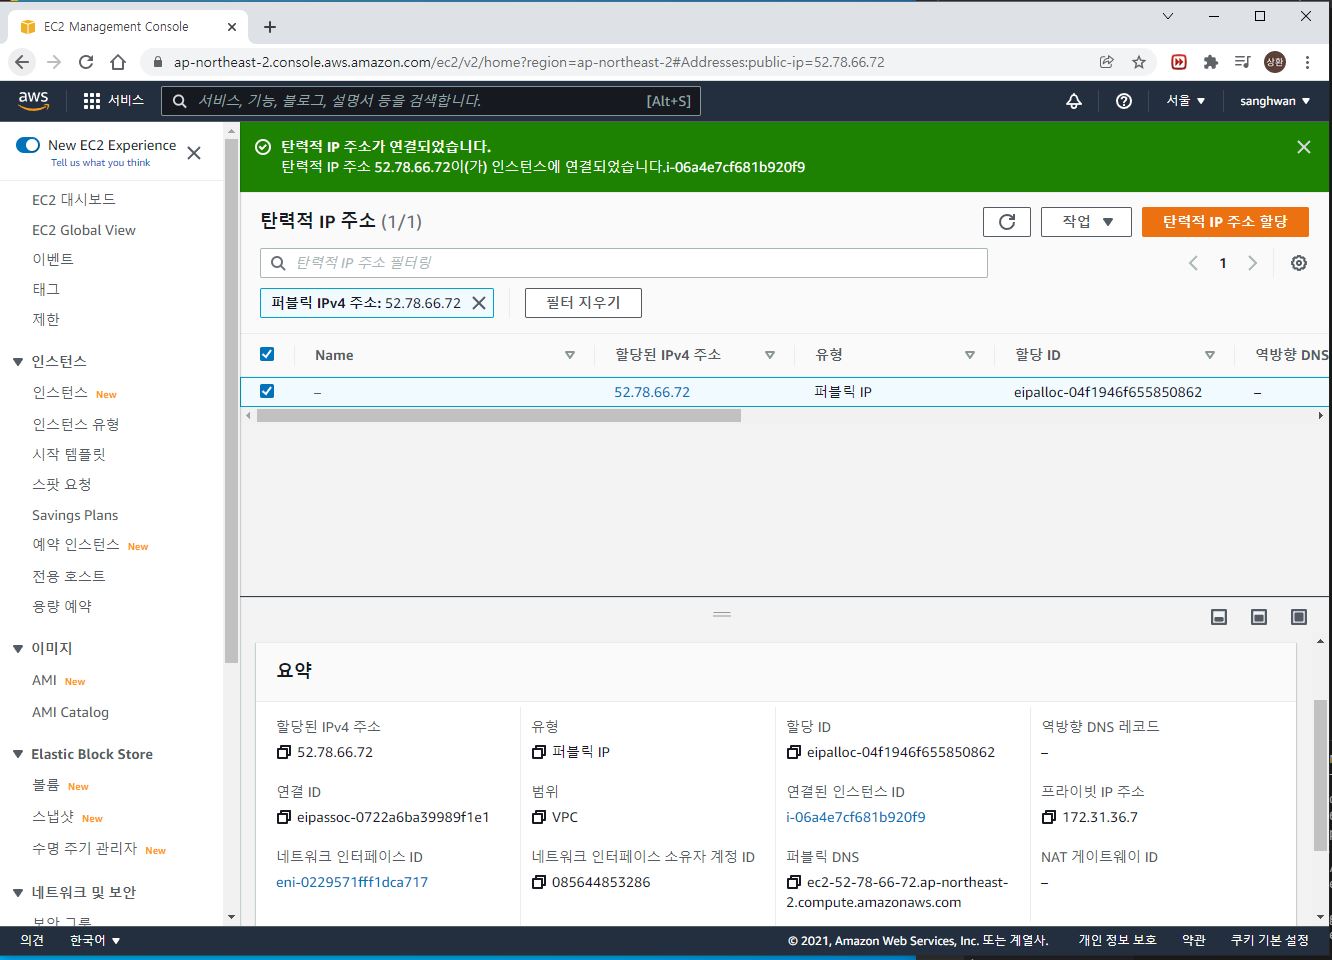 EC2 Management Console
ap-northeast-2.console.aws.amazon.com/ec2/v2/home?region=ap-northeast-2#Addresses:public-ip=52.78.66.72
상환
aws
서비스
서비스, 기능, 블로그, 설명서 등을 검색합니다.
[Alt+S]
서울
sanghwan
New EC2 Experience
Tell us what you think
EC2 대시보드
EC2 Global View
이벤트
태그
제한
인스턴스
인스턴스 New
인스턴스 유형
시작 템플릿
스팟 요청
Savings Plans
예약 인스턴스 New
전용 호스트
용량 예약
이미지
AMI New
AMI Catalog
Elastic Block Store
볼륨 New
스냅샷 New
수명 주기 관리자 New
네트워크 및 보안
보안 그룹
탄력적 IP 주소가 연결되었습니다.
탄력적 IP 주소 52.78.66.72이(가) 인스턴스에 연결되었습니다.i-06a4e7cf681b920f9
탄력적 IP 주소 (1/1)
작업
탄력적 IP 주소 할당
탄력적 IP 주소 필터링
1
퍼블릭 IPv4 주소: 52.78.66.72
필터 지우기
Name 할당된 IPv4 주소 유형 할당 ID 역방향 DNS
– 52.78.66.72 퍼블릭 IP eipalloc-04f1946f655850862 –
요약
할당된 IPv4 주소
52.78.66.72
유형
퍼블릭 IP
할당 ID
eipalloc-04f1946f655850862
역방향 DNS 레코드
–
연결 ID
eipassoc-0722a6ba39989f1e1
범위
VPC
연결된 인스턴스 ID
i-06a4e7cf681b920f9
프라이빗 IP 주소
172.31.36.7
네트워크 인터페이스 ID
eni-0229571fff1dca717
네트워크 인터페이스 소유자 계정 ID
085644853286
퍼블릭 DNS
ec2-52-78-66-72.ap-northeast-
2.compute.amazonaws.com
NAT 게이트웨이 ID
–
의견
한국어
© 2021, Amazon Web Services, Inc. 또는 계열사.
개인 정보 보호
약관
쿠키 기본 설정